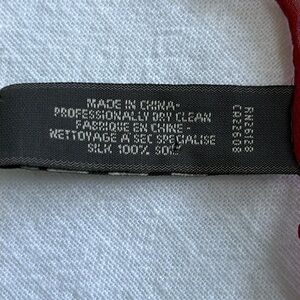 MADE IN CHINA-
PROFESSIONALLY DRY CLEAN
FABRIQUE EN CHINE -
NETTOYAGE A SEC SPECIALISE
SILK 100% SOIE
RN26128
CA22608